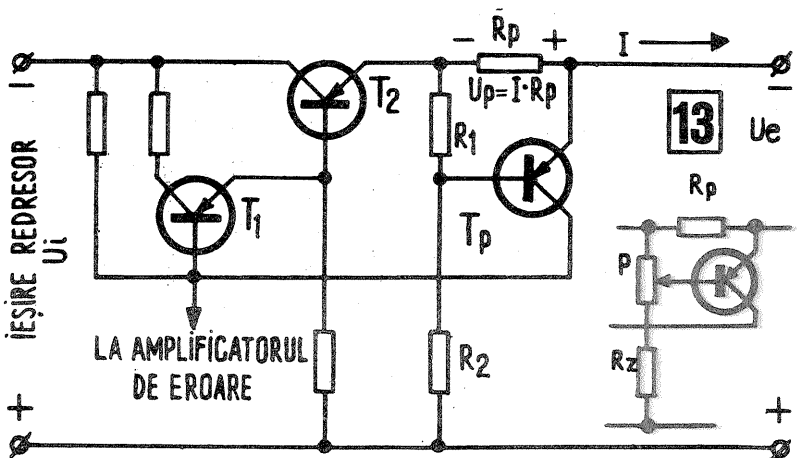 − Rp + I
T2
Up=I·Rp
−
−
R1
13
Ue
IEȘIRE REDRESOR
Ui
T1
Tp
Rp
P
LA AMPLIFICATORUL
DE EROARE
R2
Rz
+
+